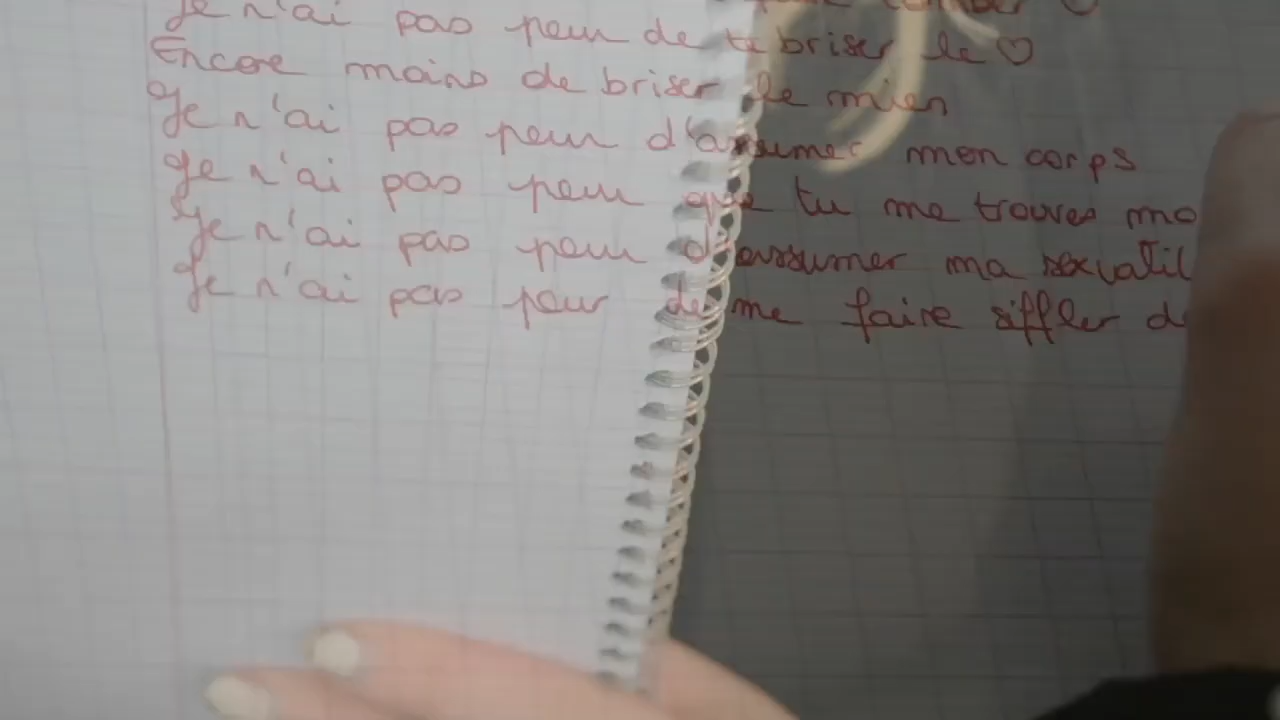 Je n'ai pas peur de te briser le ♡
Encore moins de briser le mien
Je n'ai pas peur d'assumer mon corps
Je n'ai pas peur que tu me trouves
Je n'ai pas peur d'assumer ma
Je n'ai pas peur de me faire siffler